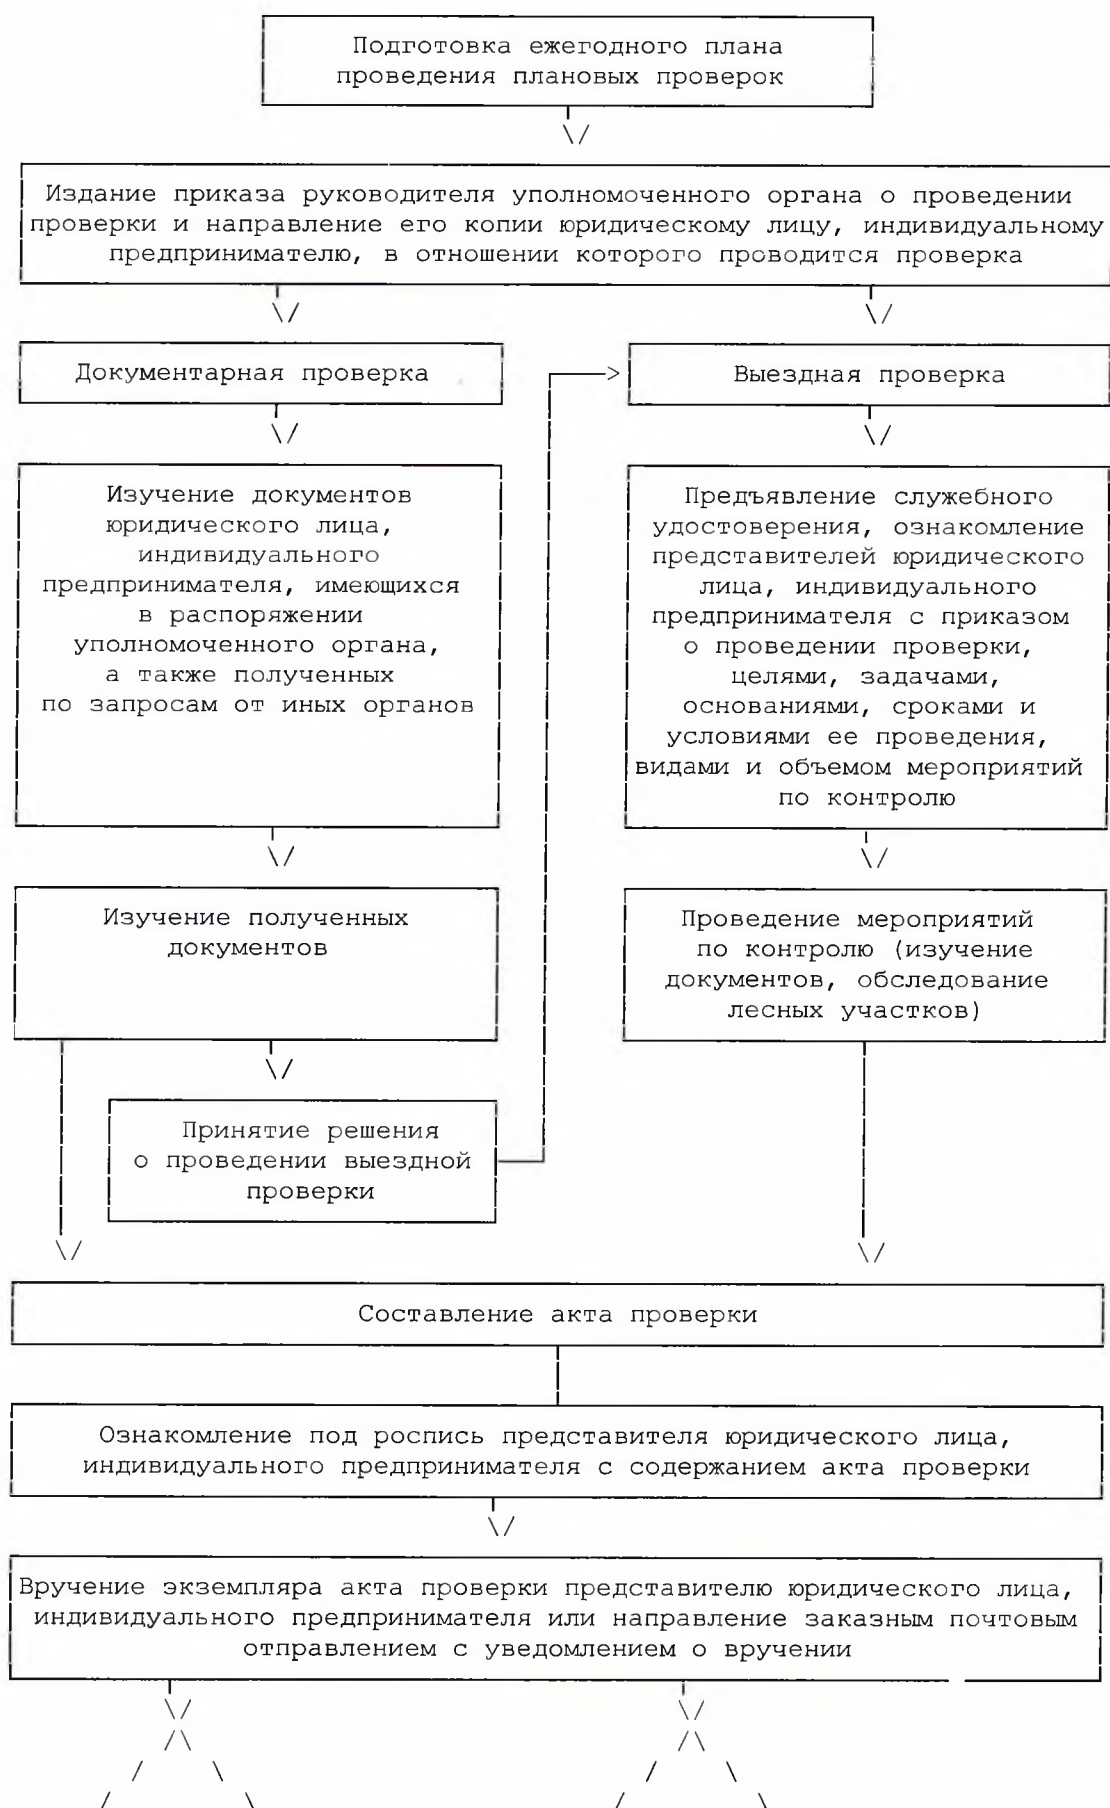 Подготовка ежегодного плана
проведения плановых проверок
Издание приказа руководителя уполномоченного органа о проведении
проверки и направление его копии юридическому лицу, индивидуальному
предпринимателю, в отношении которого проводится проверка
Документарная проверка
Изучение документов
юридического лица,
индивидуального
предпринимателя, имеющихся
в распоряжении
уполномоченного органа,
а также полученных
по запросам от иных органов
Изучение полученных
документов
Принятие решения
о проведении выездной
проверки
Выездная проверка
Предъявление служебного
удостоверения, ознакомление
представителей юридического
лица, индивидуального
предпринимателя с приказом
о проведении проверки,
целями, задачами,
основаниями, сроками и
условиями ее проведения,
видами и объемом мероприятий
по контролю
Проведение мероприятий
по контролю (изучение
документов, обследование
лесных участков)
Составление акта проверки
Ознакомление под роспись представителя юридического лица,
индивидуального предпринимателя с содержанием акта проверки
Вручение экземпляра акта проверки представителю юридического лица,
индивидуального предпринимателя или направление заказным почтовым
отправлением с уведомлением о вручении